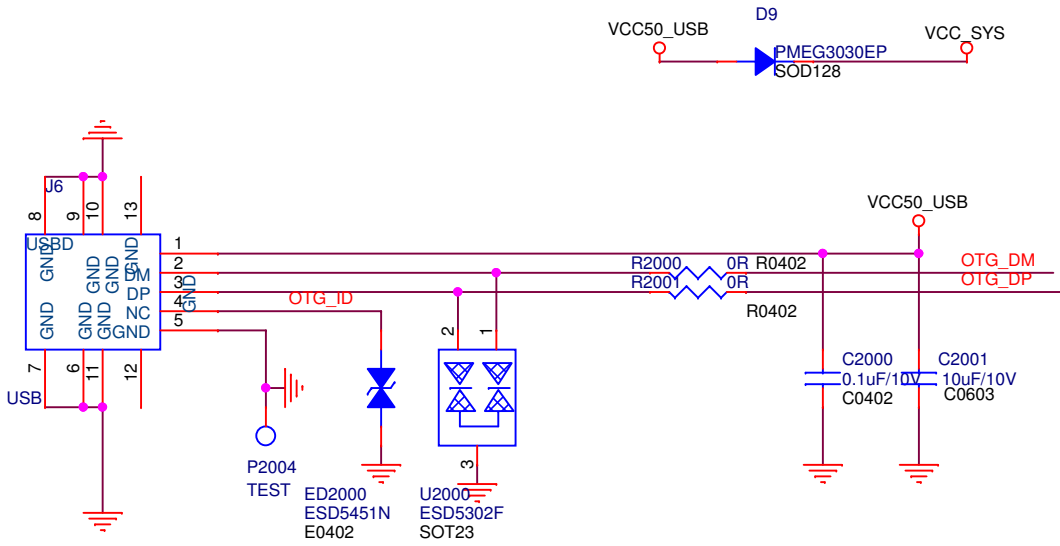 D9
VCC50_USB
VCC_SYS
PMEG3030EP
SOD128
J6
8
9
10
13
VCC50_USB
USBD
GND
GND
GND
GND
1
2
3
4
5
DM
DP
NC
GND
GND
OTG_ID
R2000
0R
R0402
OTG_DM
R2001
0R
OTG_DP
R0402
GND
GND
GND
7
6
11
12
USB
2
1
3
C2000
0.1uF/10V
C0402
C2001
10uF/10V
C0603
P2004
TEST
ED2000
ESD5451N
E0402
U2000
ESD5302F
SOT23